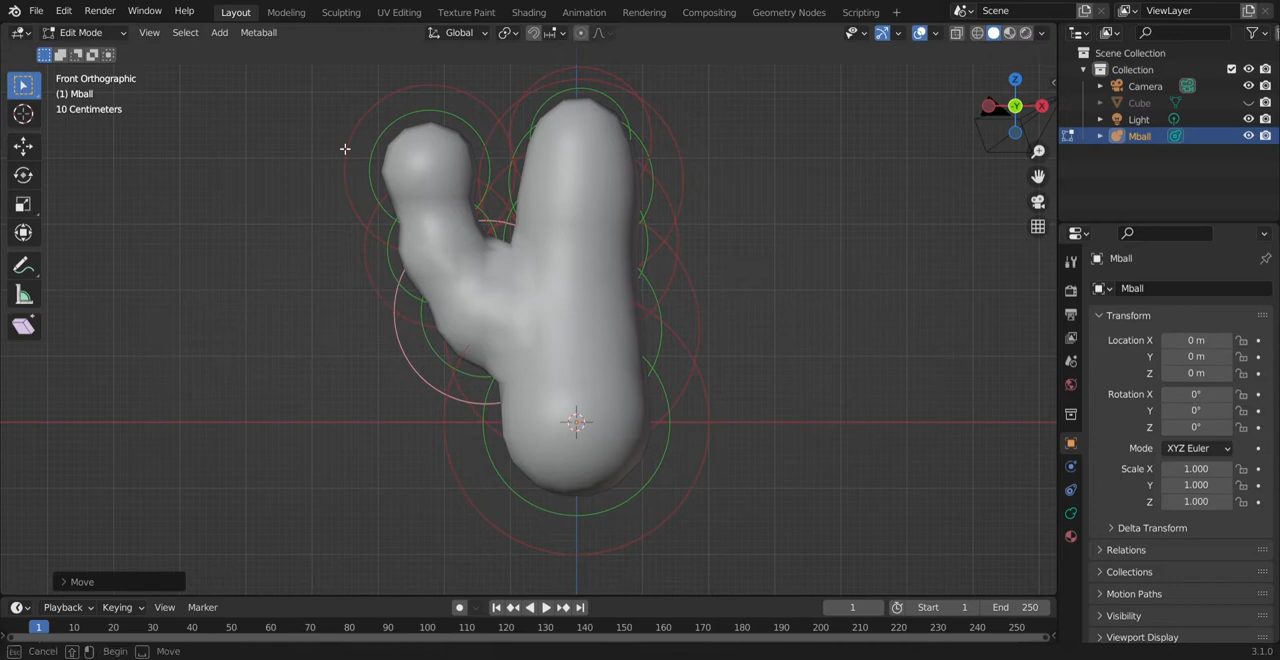 File Edit Render Window Help Layout Modeling Sculpting UV Editing Texture Paint Shading Animation Rendering Compositing Geometry Nodes Scripting + Scene ViewLayer
Edit Mode View Select Add Metaball Global
Front Orthographic
(1) Mball
10 Centimeters
Z
X
-Y
Move
Playback Keying View Marker 1 Start 1 End 250
1 10 20 30 40 50 60 70 80 90 100 110 120 130 140 150 160 170 180 190 200 210 220 230 240 250
Esc Cancel Begin Move 3.1.0
Scene Collection
Collection
Camera
Cube
Light
Mball
Mball
Mball
Transform
Location X 0 m
Y 0 m
Z 0 m
Rotation X 0°
Y 0°
Z 0°
Mode XYZ Euler
Scale X 1.000
Y 1.000
Z 1.000
Delta Transform
Relations
Collections
Motion Paths
Visibility
Viewport Display